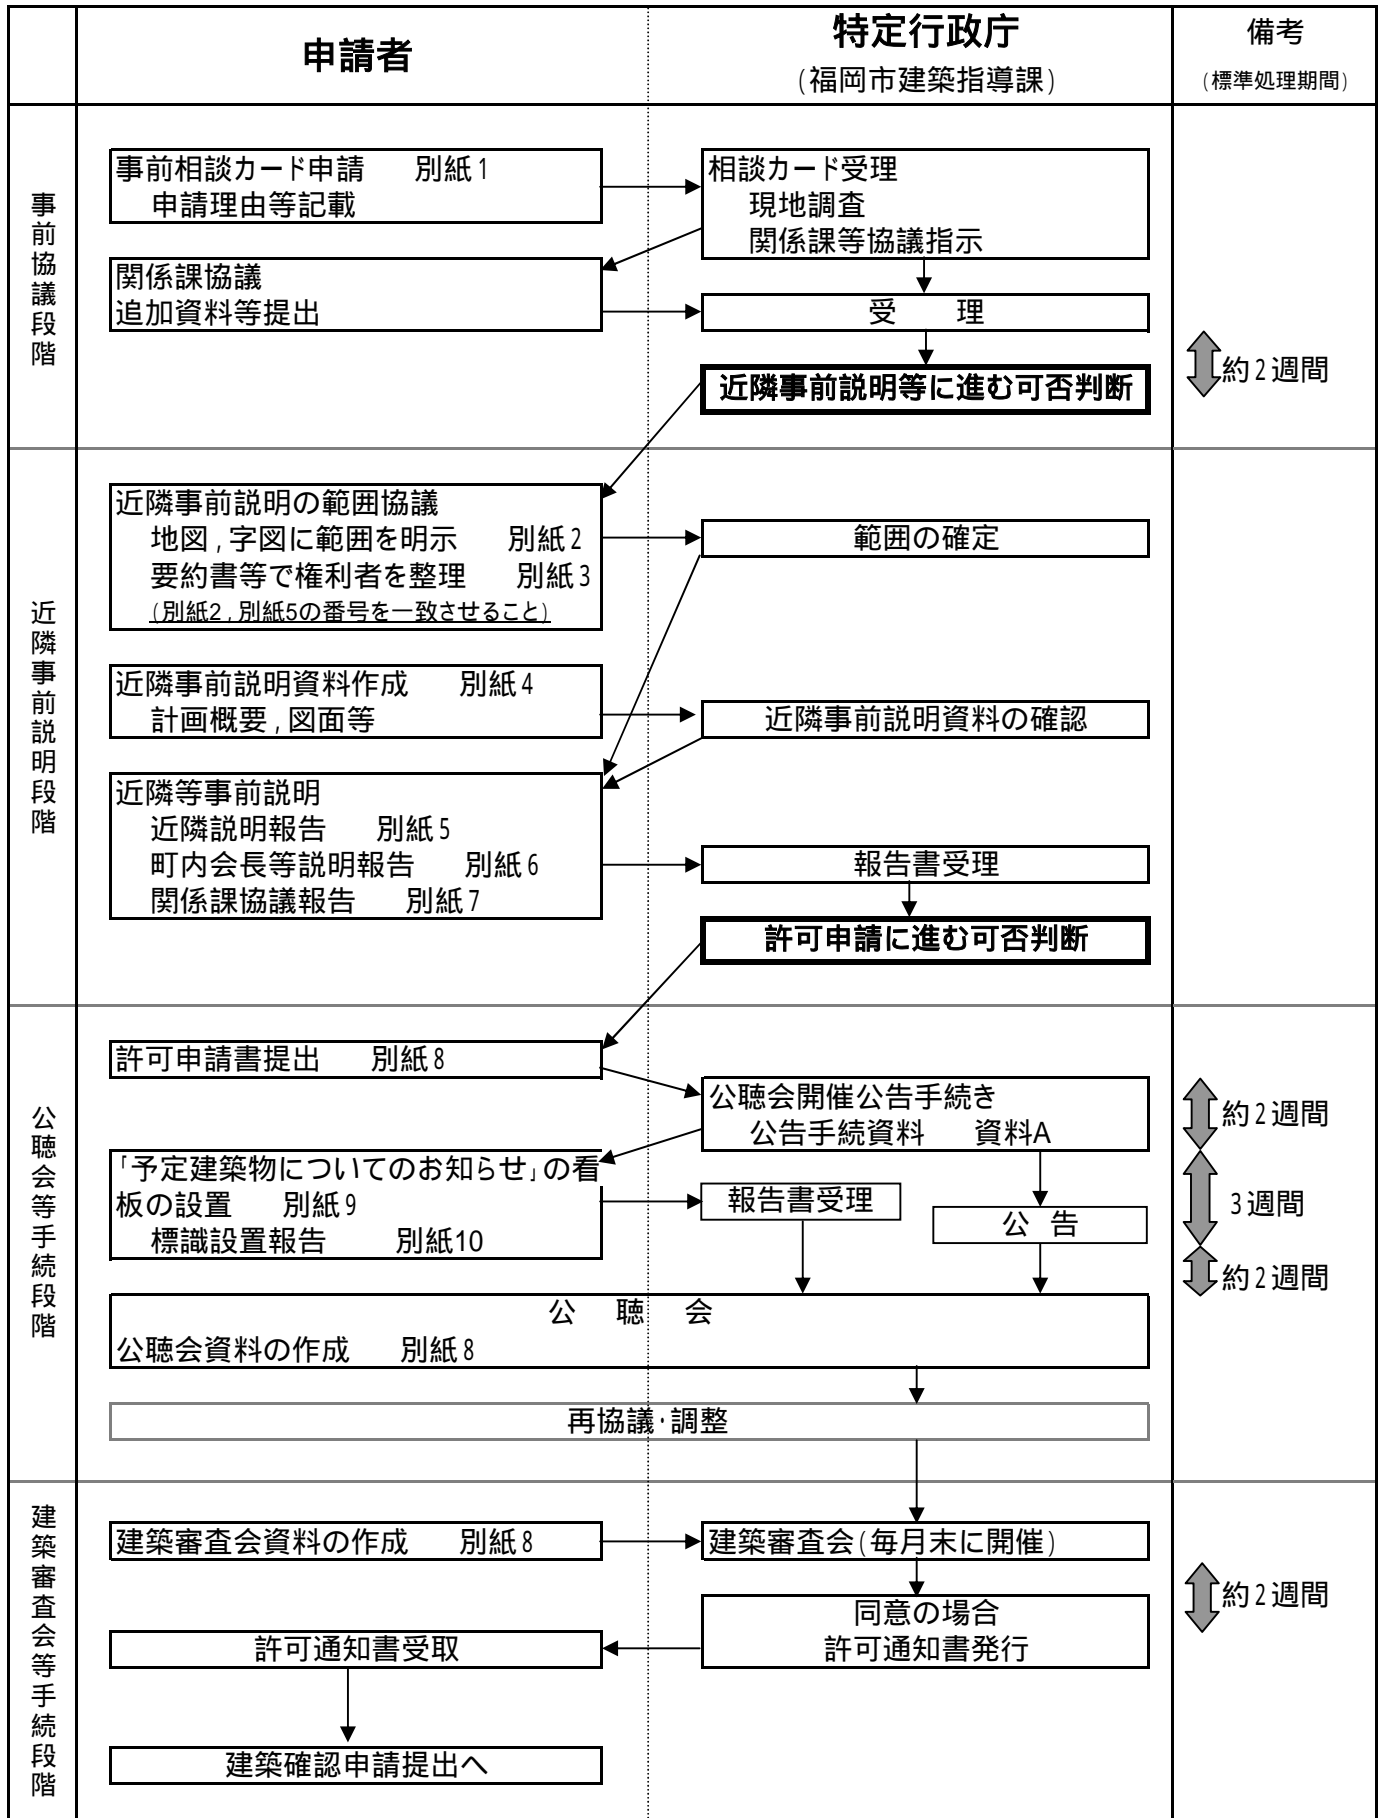 申請者
特定行政庁
(福岡市建築指導課)
備考
(標準処理期間)
事前協議段階
事前相談カード申請　　別紙1
申請理由等記載
相談カード受理
現地調査
関係課等協議指示
関係課協議
追加資料等提出
受　理
約2週間
近隣事前説明等に進む可否判断
近隣事前説明段階
近隣事前説明の範囲協議
地図,字図に範囲を明示　　別紙2
要約書等で権利者を整理　　別紙3
(別紙2,別紙5の番号を一致させること)
範囲の確定
近隣事前説明資料作成　　別紙4
計画概要,図面等
近隣事前説明資料の確認
近隣等事前説明
近隣説明報告　　別紙5
町内会長等説明報告　　別紙6
関係課協議報告　　別紙7
報告書受理
許可申請に進む可否判断
公聴会等手続段階
許可申請書提出　　別紙8
公聴会開催公告手続き
公告手続資料　　資料A
約2週間
「予定建築物についてのお知らせ」の看
板の設置　　別紙9
標識設置報告　　別紙10
報告書受理
公　告
3週間
約2週間
公　聴　会
公聴会資料の作成　　別紙8
再協議・調整
建築審査会等手続段階
建築審査会資料の作成　　別紙8
建築審査会(毎月末に開催)
約2週間
同意の場合
許可通知書発行
許可通知書受取
建築確認申請提出へ